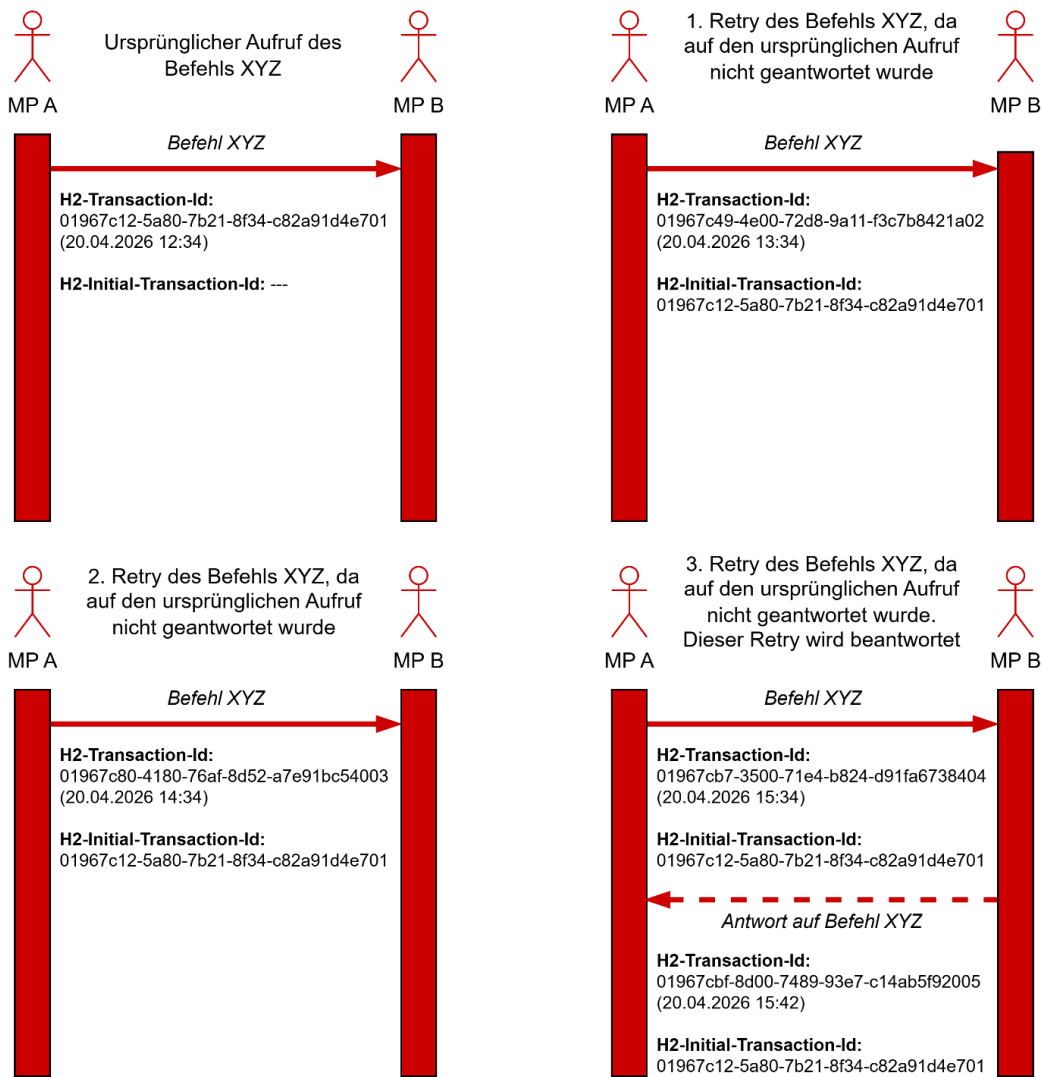 Ursprünglicher Aufruf des
Befehls XYZ
MP A
MP B
Befehl XYZ
H2-Transaction-Id:
01967c12-5a80-7b21-8f34-c82a91d4e701
(20.04.2026 12:34)
H2-Initial-Transaction-Id: ---
1. Retry des Befehls XYZ, da
auf den ursprünglichen Aufruf
nicht geantwortet wurde
MP A
MP B
Befehl XYZ
H2-Transaction-Id:
01967c49-4e00-72d8-9a11-f3c7b8421a02
(20.04.2026 13:34)
H2-Initial-Transaction-Id:
01967c12-5a80-7b21-8f34-c82a91d4e701
2. Retry des Befehls XYZ, da
auf den ursprünglichen Aufruf
nicht geantwortet wurde
MP A
MP B
Befehl XYZ
H2-Transaction-Id:
01967c80-4180-76af-8d52-a7e91bc54003
(20.04.2026 14:34)
H2-Initial-Transaction-Id:
01967c12-5a80-7b21-8f34-c82a91d4e701
3. Retry des Befehls XYZ, da
auf den ursprünglichen Aufruf
nicht geantwortet wurde.
Dieser Retry wird beantwortet
MP A
MP B
Befehl XYZ
H2-Transaction-Id:
01967cb7-3500-71e4-b824-d91fa6738404
(20.04.2026 15:34)
H2-Initial-Transaction-Id:
01967c12-5a80-7b21-8f34-c82a91d4e701
Antwort auf Befehl XYZ
H2-Transaction-Id:
01967cbf-8d00-7489-93e7-c14ab5f92005
(20.04.2026 15:42)
H2-Initial-Transaction-Id:
01967c12-5a80-7b21-8f34-c82a91d4e701